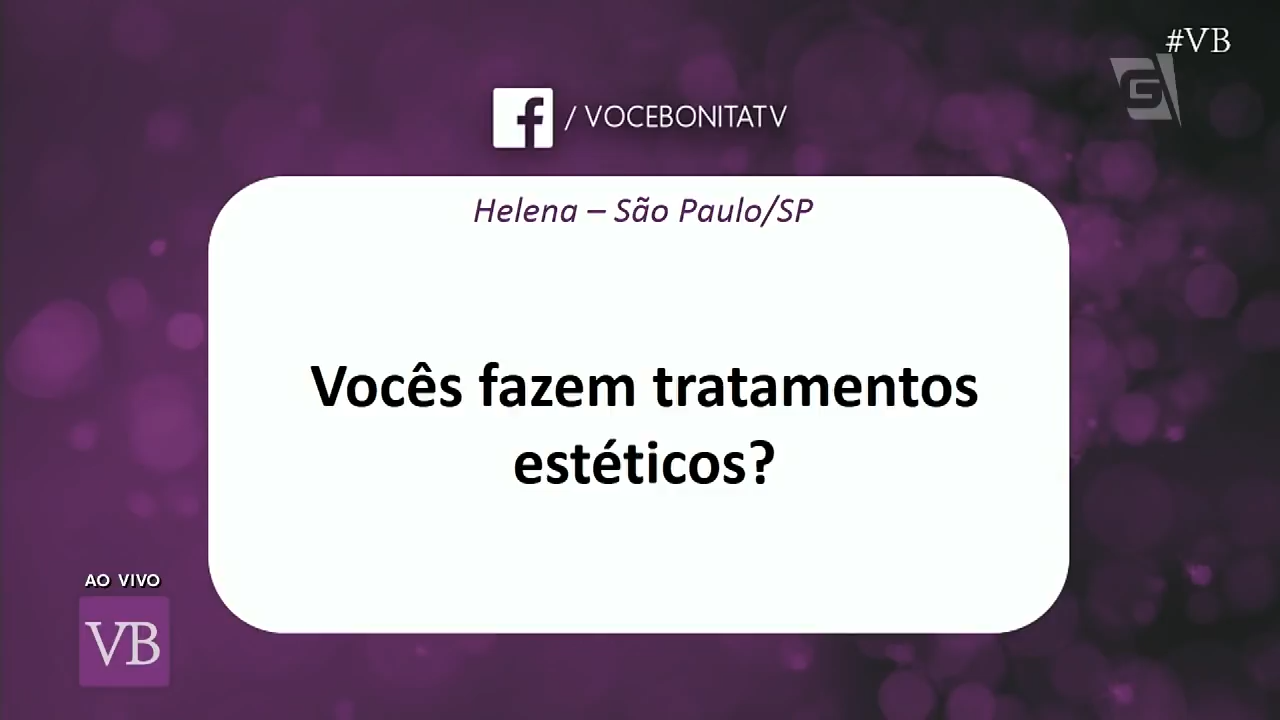 #VB
/ VOCEBONITATV
Helena – São Paulo/SP
Vocês fazem tratamentos
estéticos?
AO VIVO
VB